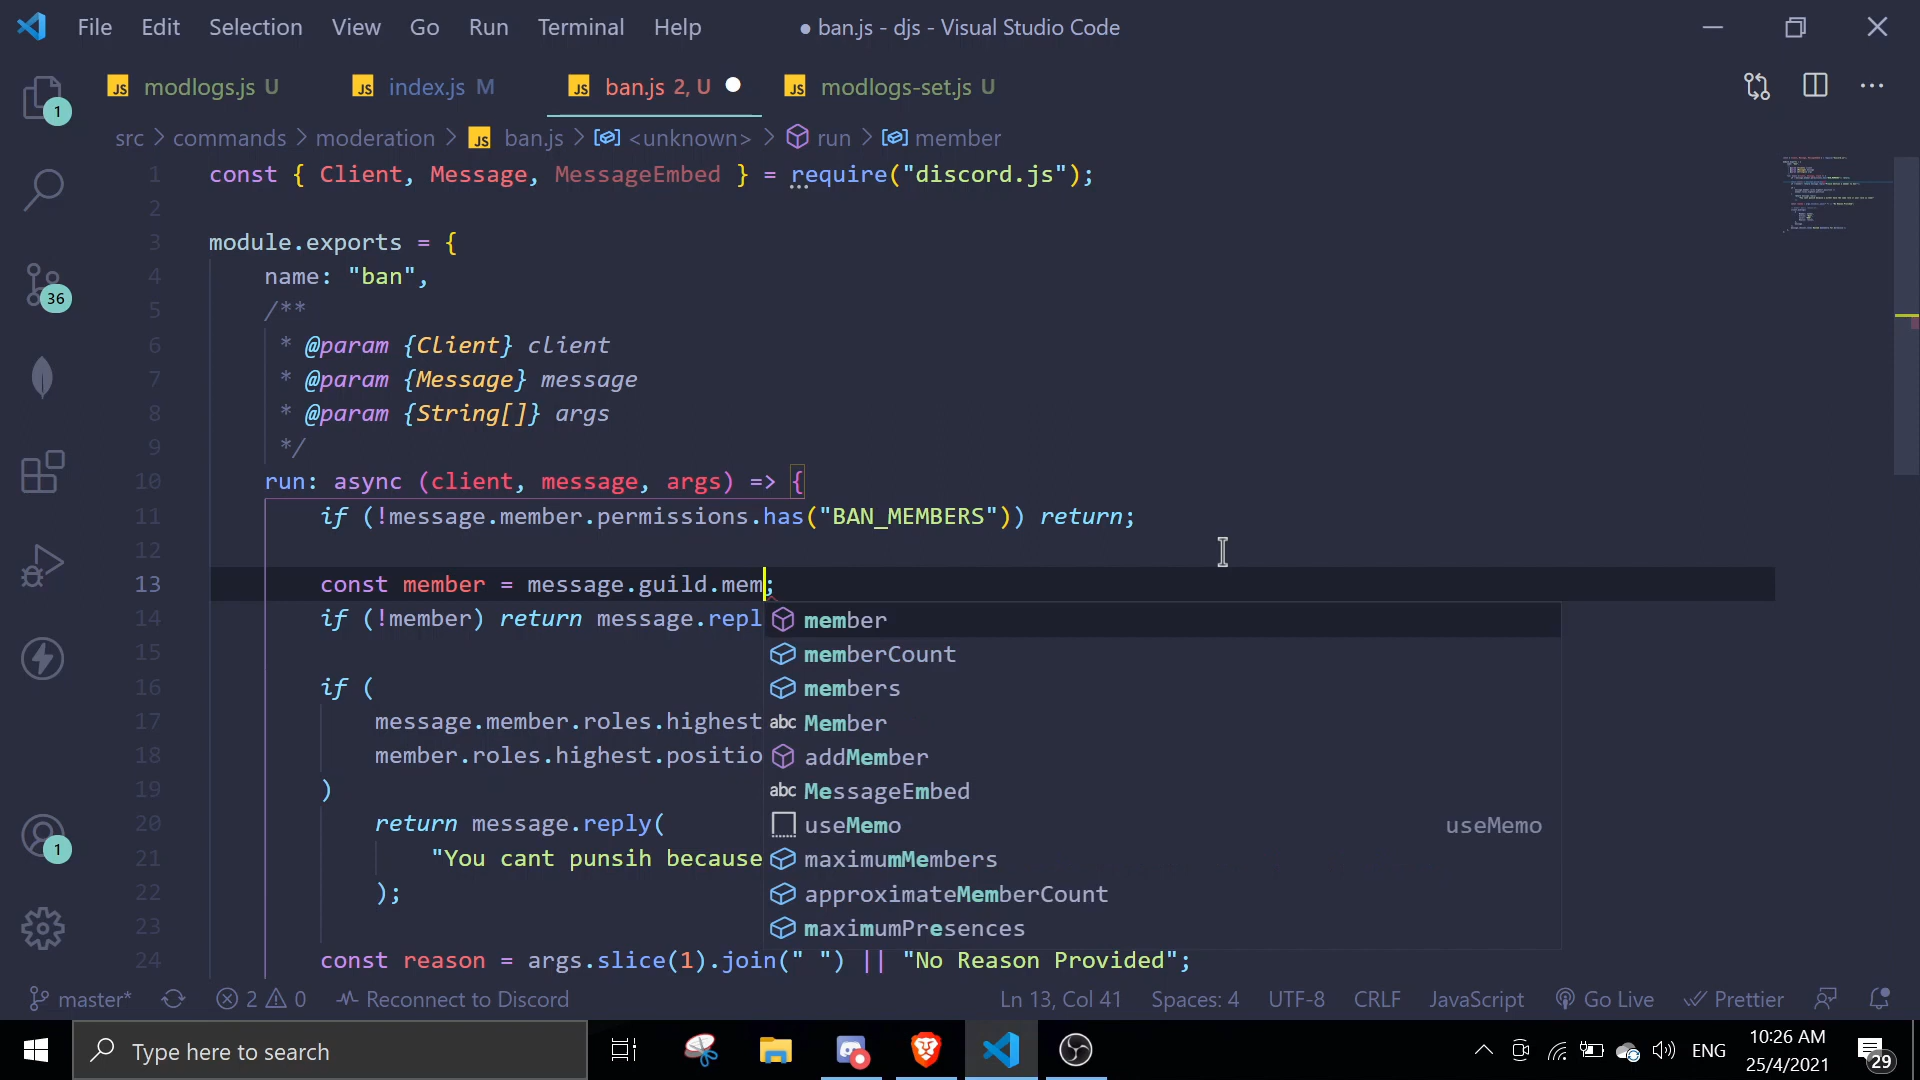 File Edit Selection View Go Run Terminal Help ● ban.js - djs - Visual Studio Code
JS modlogs.js U JS index.js M JS ban.js 2, U JS modlogs-set.js U
src > commands > moderation > JS ban.js > <unknown> > run > member
1 const { Client, Message, MessageEmbed } = require("discord.js");
2
3 module.exports = {
4 name: "ban",
5 /**
6 * @param {Client} client
7 * @param {Message} message
8 * @param {String[]} args
9 */
10 run: async (client, message, args) => {
11 if (!message.member.permissions.has("BAN_MEMBERS")) return;
12
13 const member = message.guild.mem;
14 if (!member) return message.repl
member
15
memberCount
16 if (
members
17 message.member.roles.highest
abc Member
18 member.roles.highest.positio
addMember
19 )
abc MessageEmbed
20 return message.reply(
useMemo useMemo
21 "You cant punsih because
maximumMembers
22 );
approximateMemberCount
23
maximumPresences
24 const reason = args.slice(1).join(" ") || "No Reason Provided";
1
36
1
master* 2 0 Reconnect to Discord Ln 13, Col 41 Spaces: 4 UTF-8 CRLF JavaScript Go Live Prettier
Type here to search ENG 10:26 AM 25/4/2021 29